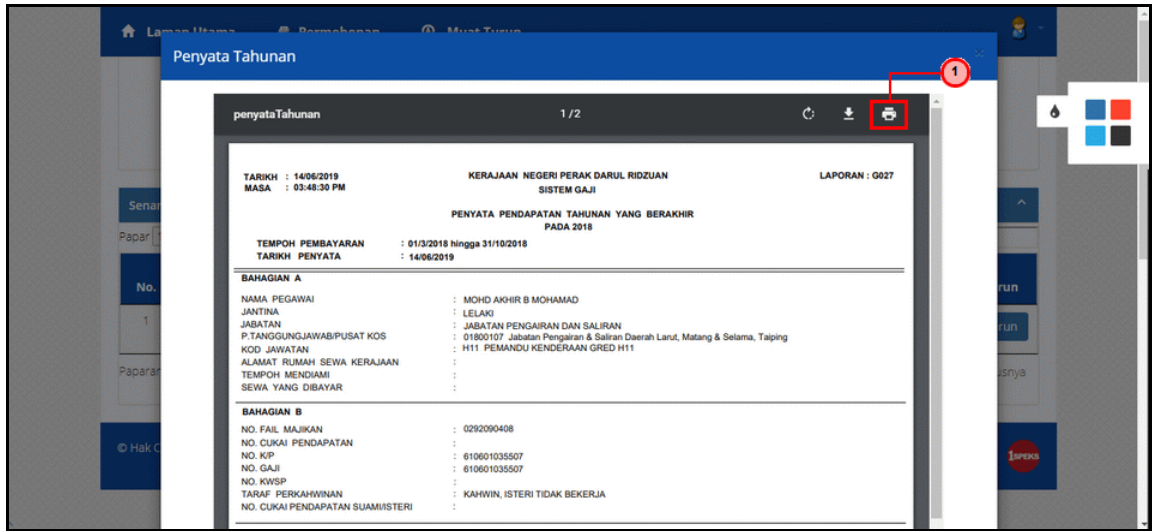 Laman Utama Permohonan Muat Turun
Penyata Tahunan
1
penyataTahunan 1 / 2
TARIKH : 14/06/2019 KERAJAAN NEGERI PERAK DARUL RIDZUAN LAPORAN : G027
MASA : 03:48:30 PM SISTEM GAJI
PENYATA PENDAPATAN TAHUNAN YANG BERAKHIR
PADA 2018
TEMPOH PEMBAYARAN : 01/3/2018 hingga 31/10/2018
TARIKH PENYATA : 14/06/2019
BAHAGIAN A
NAMA PEGAWAI : MOHD AKHIR B MOHAMAD
JANTINA : LELAKI
JABATAN : JABATAN PENGAIRAN DAN SALIRAN
P.TANGGUNGJAWAB/PUSAT KOS : 01800107 Jabatan Pengairan & Saliran Daerah Larut, Matang & Selama, Taiping
KOD JAWATAN : H11 PEMANDU KENDERAAN GRED H11
ALAMAT RUMAH SEWA KERAJAAN :
TEMPOH MENDIAMI :
SEWA YANG DIBAYAR :
BAHAGIAN B
NO. FAIL MAJIKAN : 0292090408
NO. CUKAI PENDAPATAN :
NO. K/P : 610601035507
NO. GAJI : 610601035507
NO. KWSP :
TARAF PERKAHWINAN : KAHWIN, ISTERI TIDAK BEKERJA
NO. CUKAI PENDAPATAN SUAMI/ISTERI :
Senar
Papar
No. run
1 run
Paparan usnya
© Hak C 1SPEKS